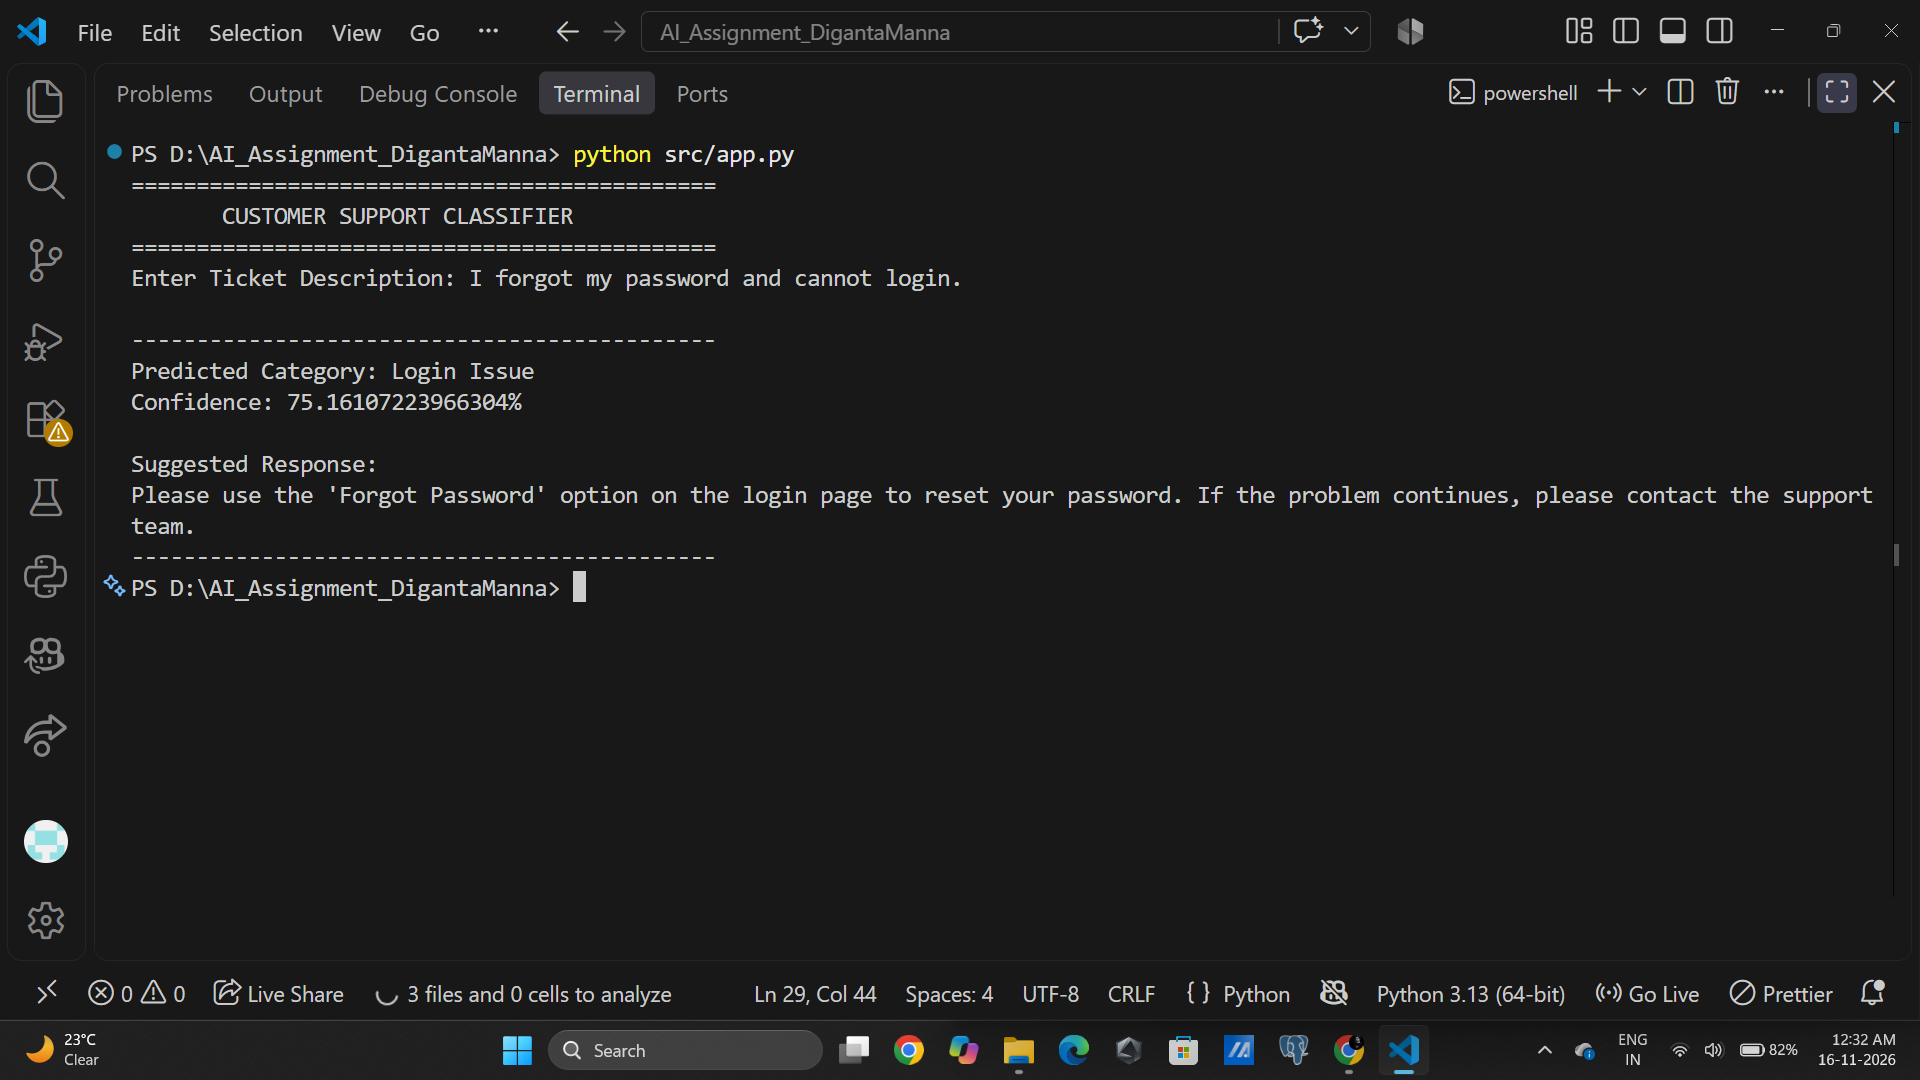 File Edit Selection View Go ··· AI_Assignment_DigantaManna
Problems Output Debug Console Terminal Ports powershell
PS D:\AI_Assignment_DigantaManna> python src/app.py
=============================================
CUSTOMER SUPPORT CLASSIFIER
=============================================
Enter Ticket Description: I forgot my password and cannot login.
---------------------------------------------
Predicted Category: Login Issue
Confidence: 75.16107223966304%
Suggested Response:
Please use the 'Forgot Password' option on the login page to reset your password. If the problem continues, please contact the support
team.
---------------------------------------------
PS D:\AI_Assignment_DigantaManna>
0 0 Live Share 3 files and 0 cells to analyze Ln 29, Col 44 Spaces: 4 UTF-8 CRLF { } Python Python 3.13 (64-bit) Go Live Prettier
23°C
Clear
Search
ENG
IN
82%
12:32 AM
16-11-2026